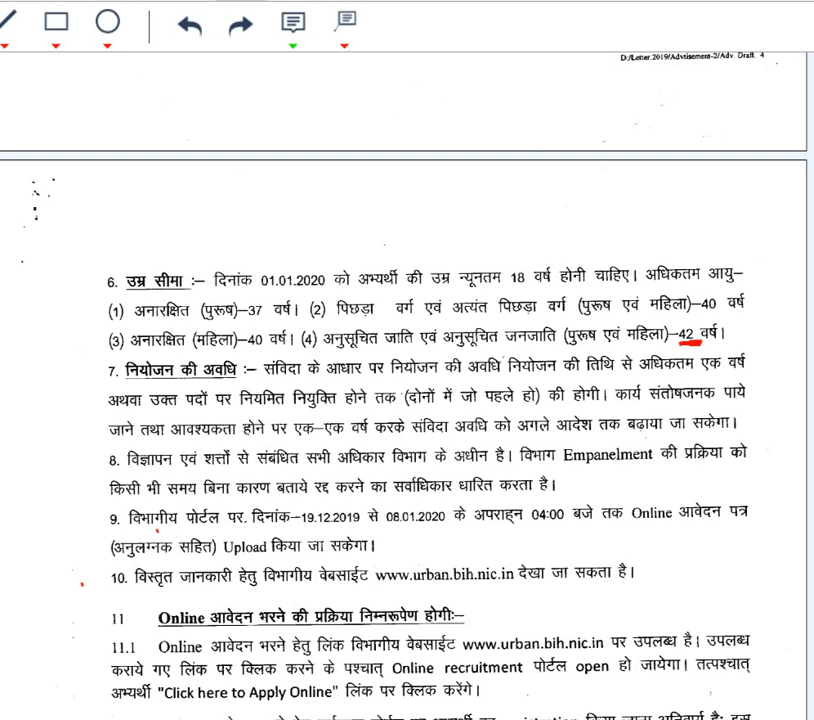 D:/Letter.2019/Advtisement-2/Adv. Draft. 4
6. उम्र सीमा :– दिनांक 01.01.2020 को अभ्यर्थी की उम्र न्यूनतम 18 वर्ष होनी चाहिए। अधिकतम आयु–
(1) अनारक्षित (पुरूष)–37 वर्ष। (2) पिछड़ा वर्ग एवं अत्यंत पिछड़ा वर्ग (पुरूष एवं महिला)–40 वर्ष
(3) अनारक्षित (महिला)–40 वर्ष। (4) अनुसूचित जाति एवं अनुसूचित जनजाति (पुरूष एवं महिला)–42 वर्ष।
7. नियोजन की अवधि :– संविदा के आधार पर नियोजन की अवधि नियोजन की तिथि से अधिकतम एक वर्ष
अथवा उक्त पदों पर नियमित नियुक्ति होने तक (दोनों में जो पहले हो) की होगी। कार्य संतोषजनक पाये
जाने तथा आवश्यकता होने पर एक–एक वर्ष करके संविदा अवधि को अगले आदेश तक बढ़ाया जा सकेगा।
8. विज्ञापन एवं शर्त्तो से संबंधित सभी अधिकार विभाग के अधीन है। विभाग Empanelment की प्रक्रिया को
किसी भी समय बिना कारण बताये रद्द करने का सर्वाधिकार धारित करता है।
9. विभागीय पोर्टल पर. दिनांक–19.12.2019 से 08.01.2020 के अपराह्न 04:00 बजे तक Online आवेदन पत्र
(अनुलग्नक सहित) Upload किया जा सकेगा।
10. विस्तृत जानकारी हेतु विभागीय वेबसाईट www.urban.bih.nic.in देखा जा सकता है।
11 Online आवेदन भरने की प्रक्रिया निम्नरूपेण होगीः–
11.1 Online आवेदन भरने हेतु लिंक विभागीय वेबसाईट www.urban.bih.nic.in पर उपलब्ध है। उपलब्ध
कराये गए लिंक पर क्लिक करने के पश्चात् Online recruitment पोर्टल open हो जायेगा। तत्पश्चात्
अभ्यर्थी "Click here to Apply Online" लिंक पर क्लिक करेंगे।